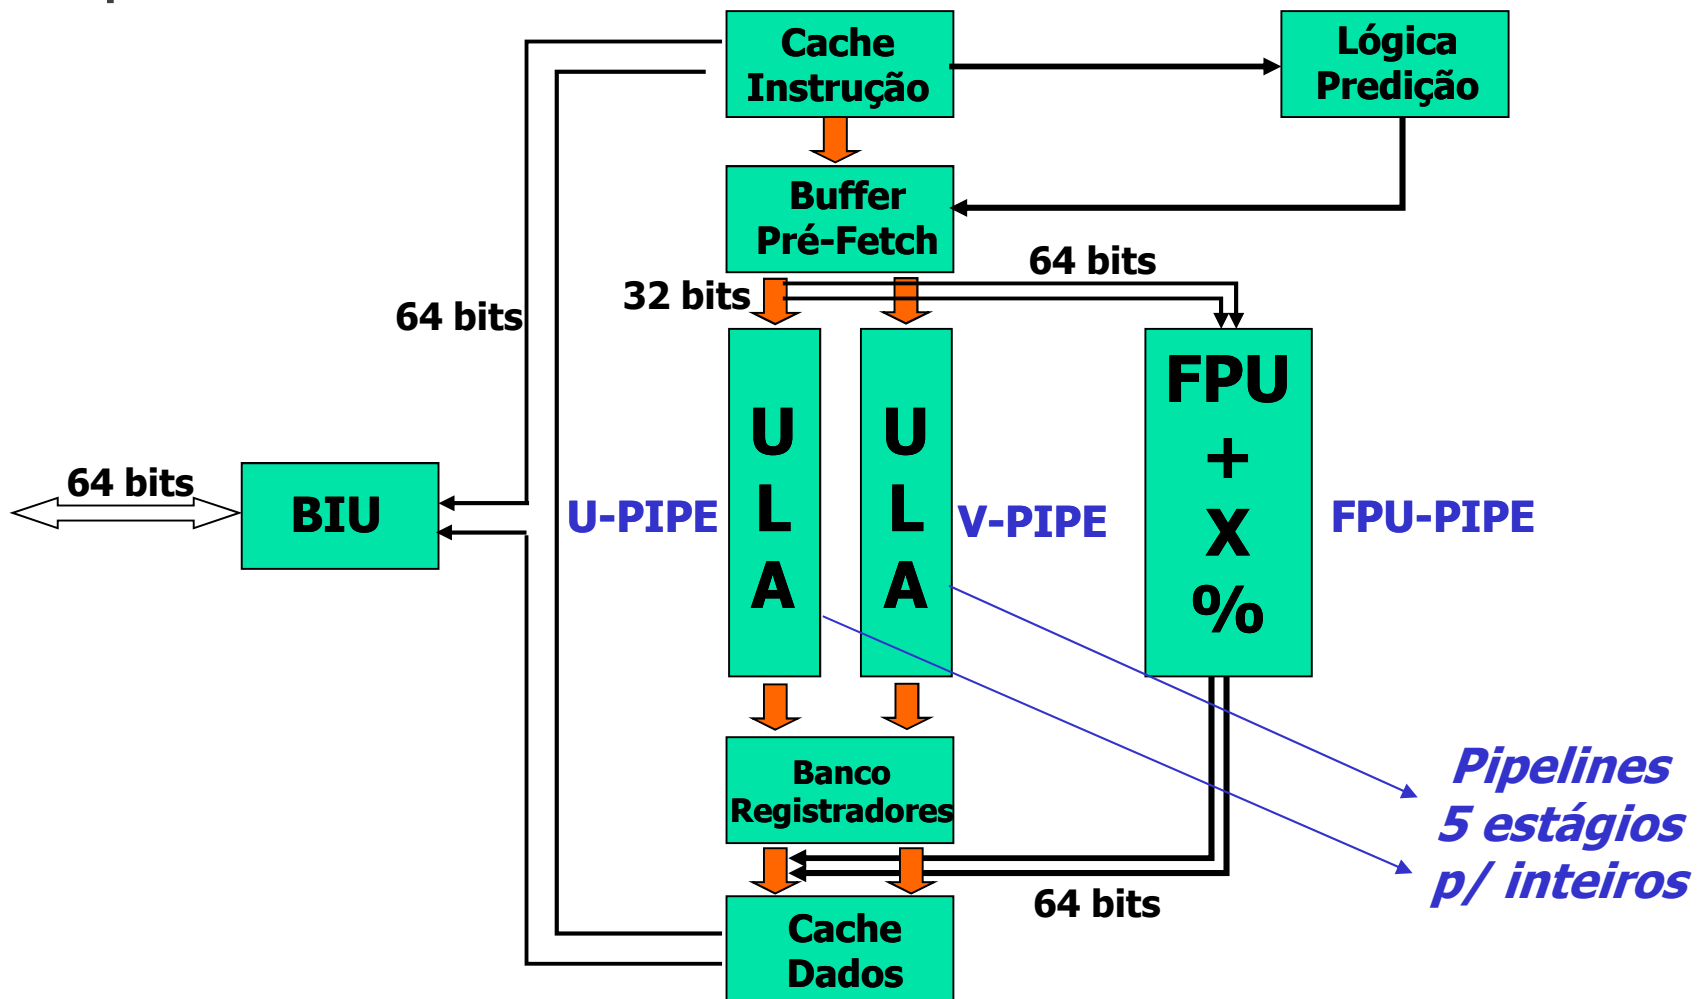 Cache
Instrução
Lógica
Predição
Buffer
Pré-Fetch
64 bits
32 bits
64 bits
FPU
+
X
%
U
L
A
U
L
A
64 bits
BIU
U-PIPE
V-PIPE
FPU-PIPE
Banco
Registradores
Pipelines
5 estágios
p/ inteiros
64 bits
Cache
Dados